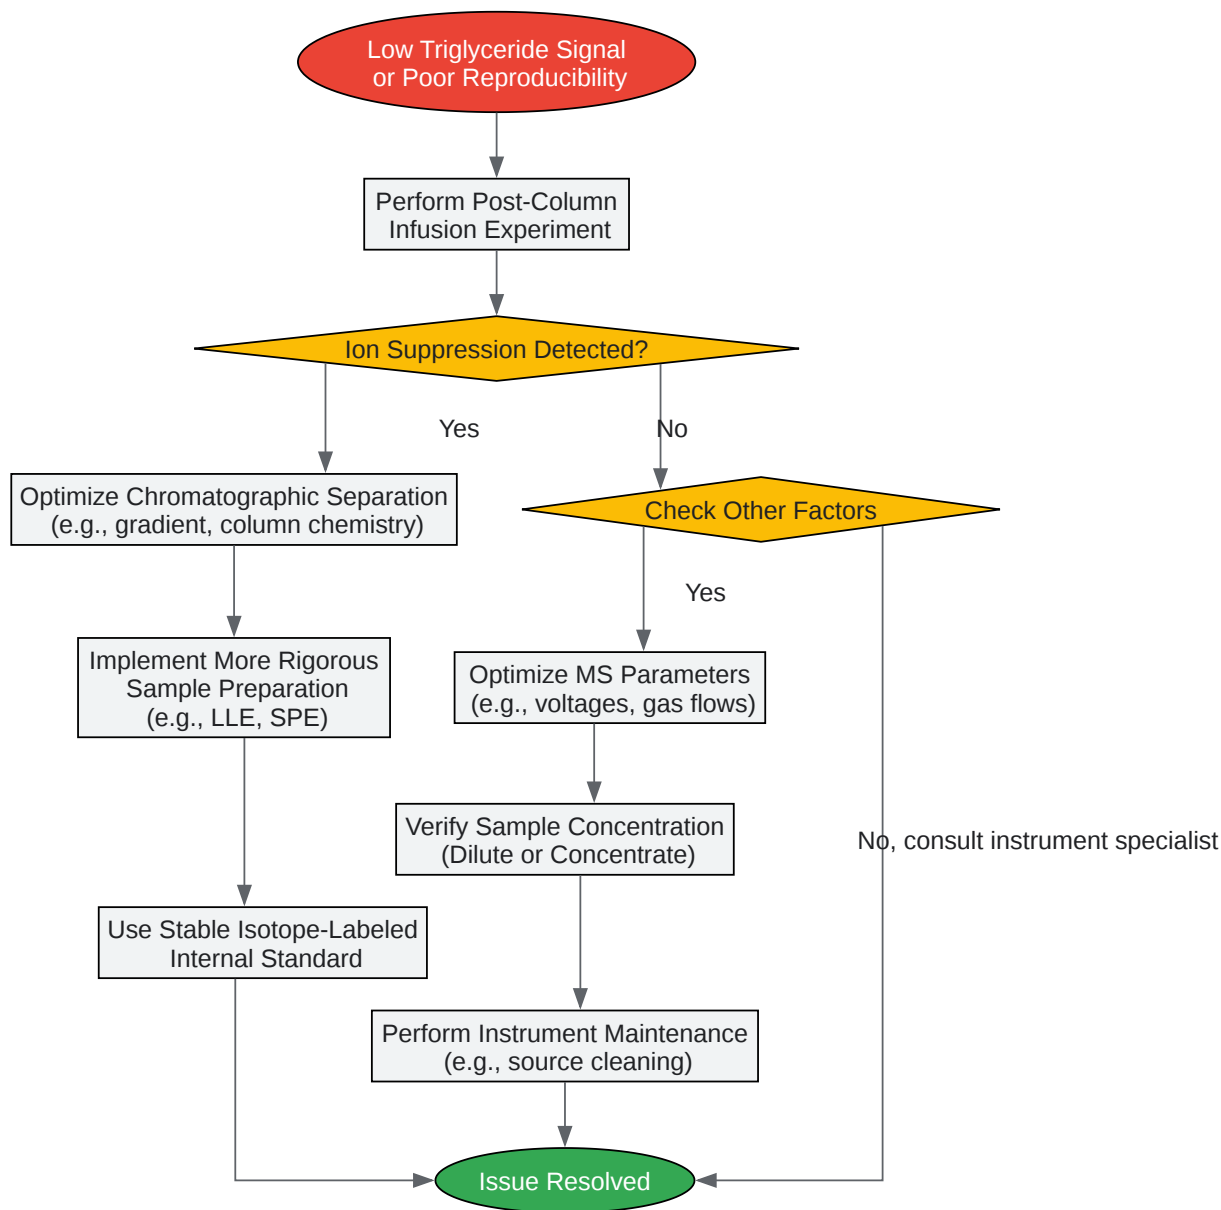 Low Triglyceride Signal
or Poor Reproducibility
Perform Post-Column
Infusion Experiment
Ion Suppression Detected?
Yes
No
Optimize Chromatographic Separation
(e.g., gradient, column chemistry)
Check Other Factors
Yes
Implement More Rigorous
Sample Preparation
(e.g., LLE, SPE)
Optimize MS Parameters
(e.g., voltages, gas flows)
Verify Sample Concentration
(Dilute or Concentrate)
No, consult instrument specialist
Use Stable Isotope-Labeled
Internal Standard
Perform Instrument Maintenance
(e.g., source cleaning)
Issue Resolved